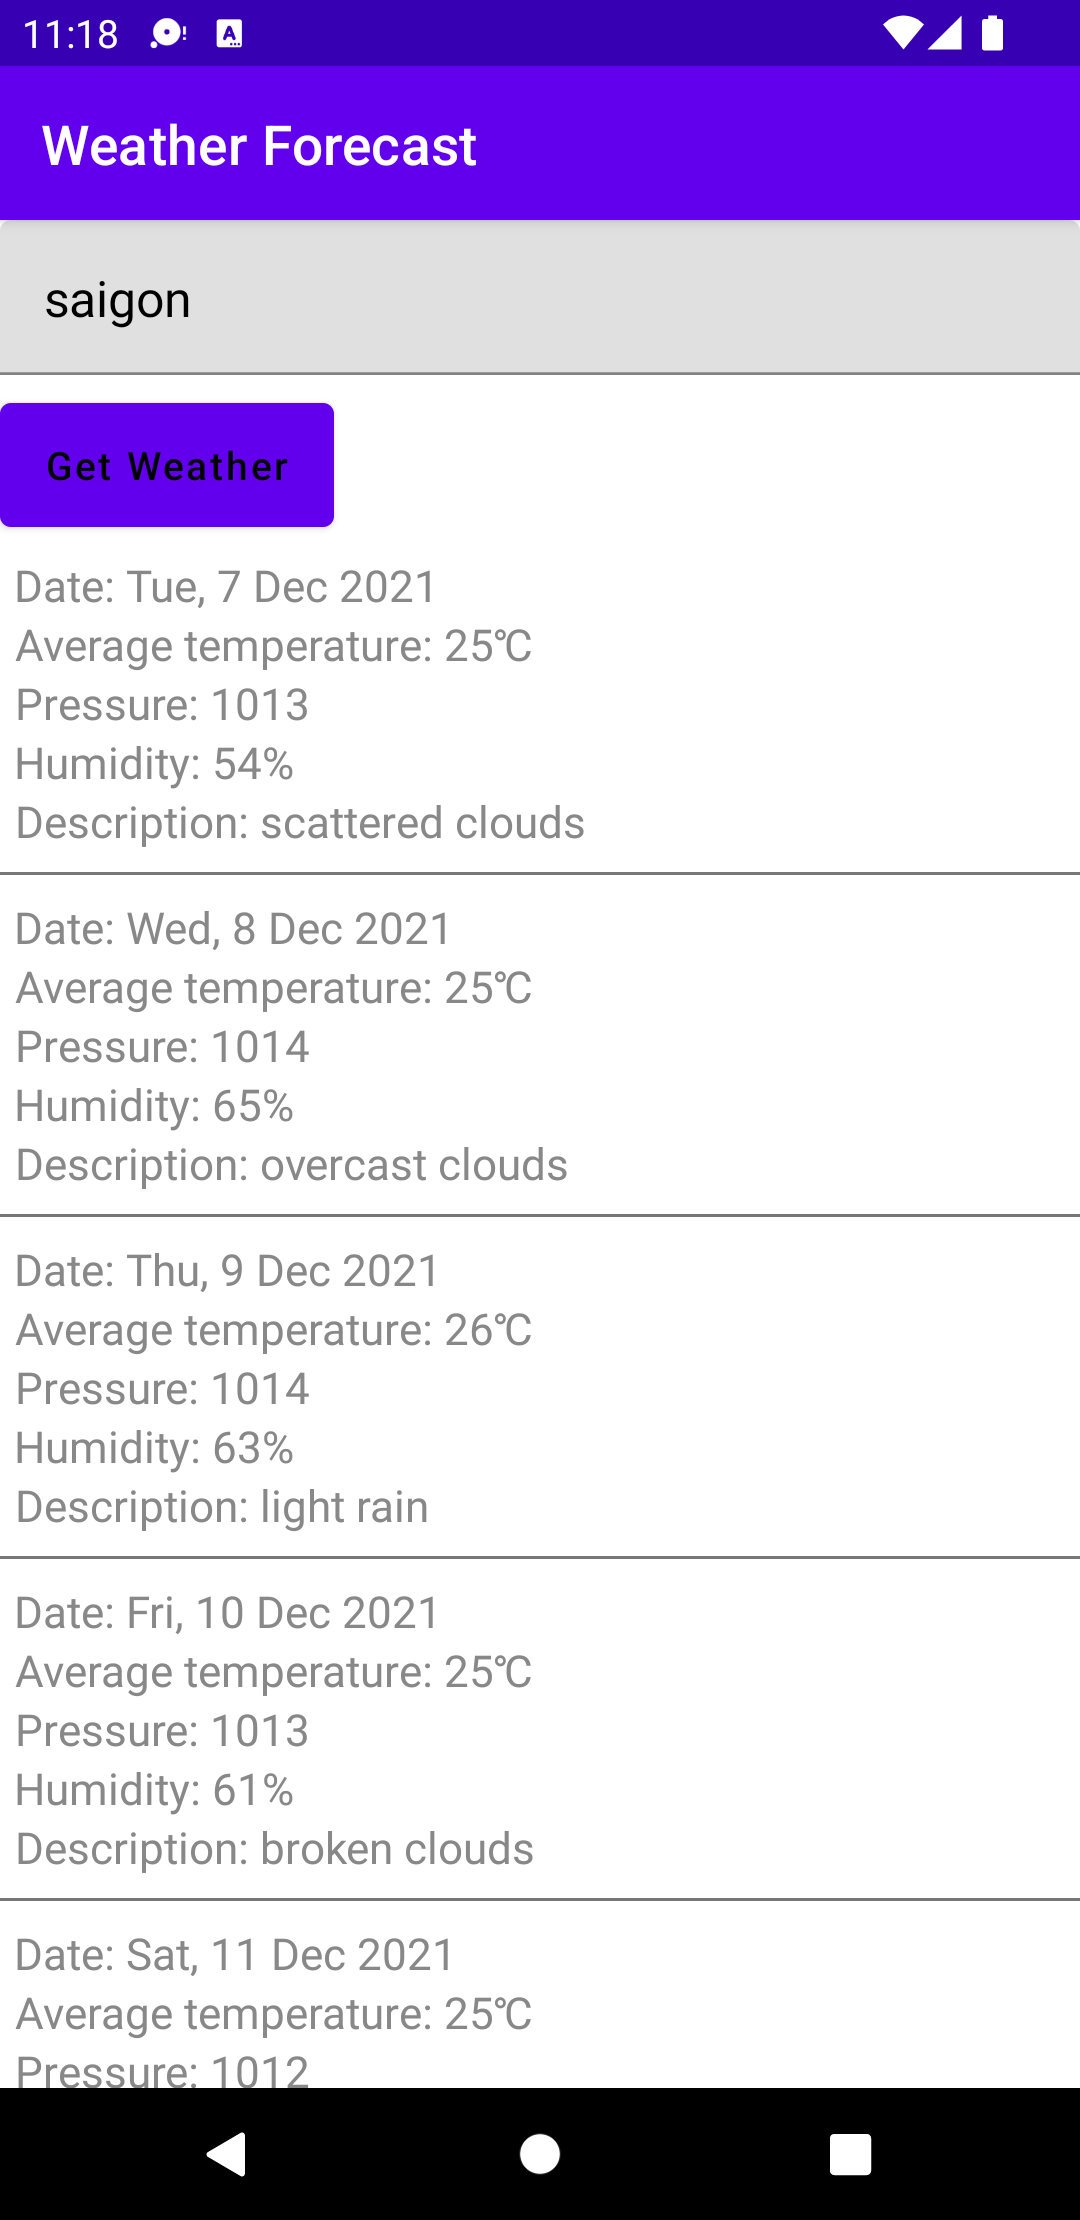 11:18
Weather Forecast
saigon
Get Weather
Date: Tue, 7 Dec 2021
Average temperature: 25℃
Pressure: 1013
Humidity: 54%
Description: scattered clouds
Date: Wed, 8 Dec 2021
Average temperature: 25℃
Pressure: 1014
Humidity: 65%
Description: overcast clouds
Date: Thu, 9 Dec 2021
Average temperature: 26℃
Pressure: 1014
Humidity: 63%
Description: light rain
Date: Fri, 10 Dec 2021
Average temperature: 25℃
Pressure: 1013
Humidity: 61%
Description: broken clouds
Date: Sat, 11 Dec 2021
Average temperature: 25℃
Pressure: 1012